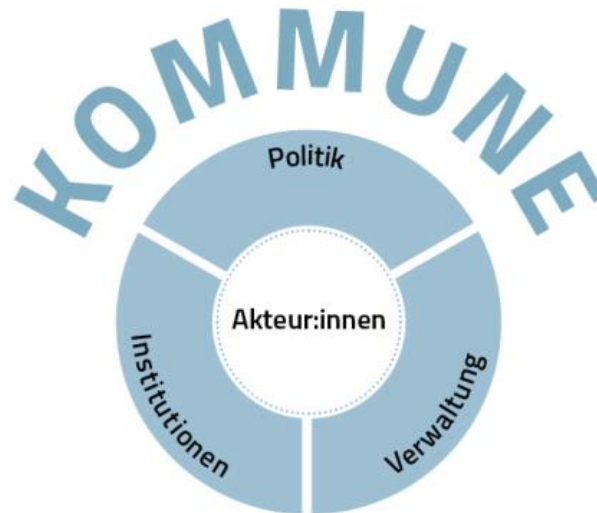 KOMMUNE
Politik
Akteur:innen
Institutionen
Verwaltung